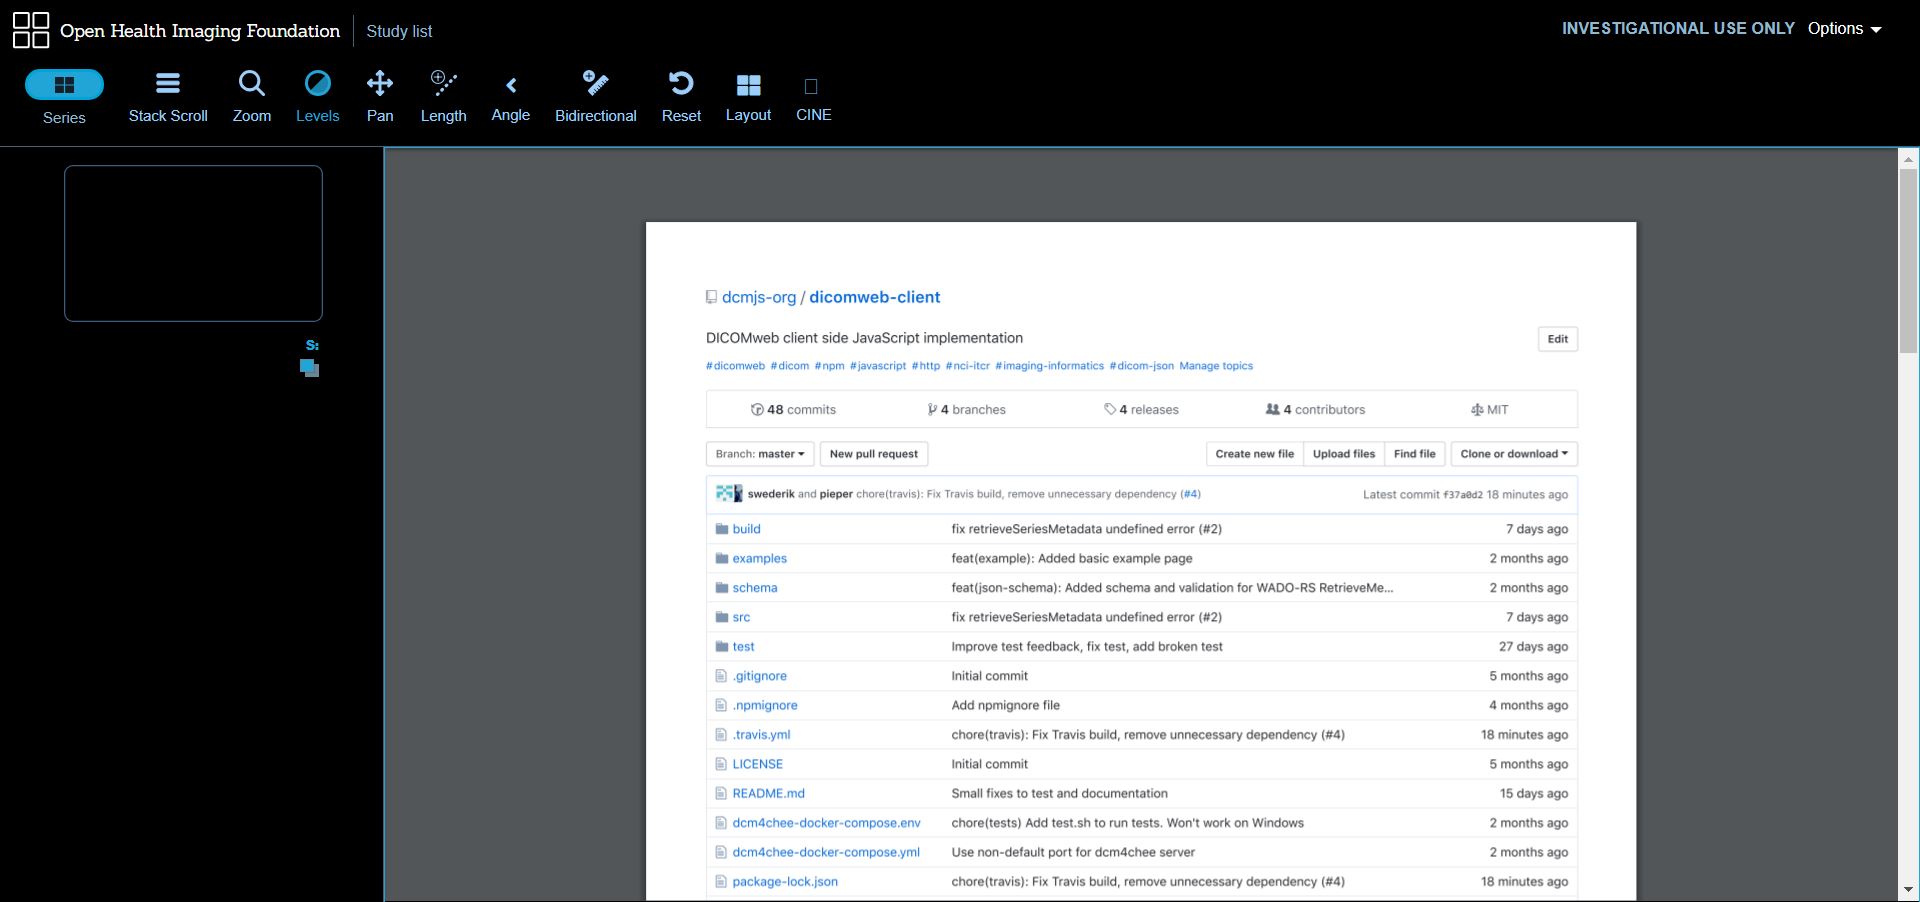 Open Health Imaging Foundation Study list INVESTIGATIONAL USE ONLY Options
Series Stack Scroll Zoom Levels Pan Length Angle Bidirectional Reset Layout CINE
S:
dcmjs-org / dicomweb-client
DICOMweb client side JavaScript implementation Edit
#dicomweb #dicom #npm #javascript #http #nci-itcr #imaging-informatics #dicom-json Manage topics
48 commits 4 branches 4 releases 4 contributors MIT
Branch: master New pull request Create new file Upload files Find file Clone or download
swederik and pieper chore(travis): Fix Travis build, remove unnecessary dependency (#4) Latest commit f37a0d2 18 minutes ago
build fix retrieveSeriesMetadata undefined error (#2) 7 days ago
examples feat(example): Added basic example page 2 months ago
schema feat(json-schema): Added schema and validation for WADO-RS RetrieveMe... 2 months ago
src fix retrieveSeriesMetadata undefined error (#2) 7 days ago
test Improve test feedback, fix test, add broken test 27 days ago
.gitignore Initial commit 5 months ago
.npmignore Add npmignore file 4 months ago
.travis.yml chore(travis): Fix Travis build, remove unnecessary dependency (#4) 18 minutes ago
LICENSE Initial commit 5 months ago
README.md Small fixes to test and documentation 15 days ago
dcm4chee-docker-compose.env chore(tests) Add test.sh to run tests. Won't work on Windows 2 months ago
dcm4chee-docker-compose.yml Use non-default port for dcm4chee server 2 months ago
package-lock.json chore(travis): Fix Travis build, remove unnecessary dependency (#4) 18 minutes ago